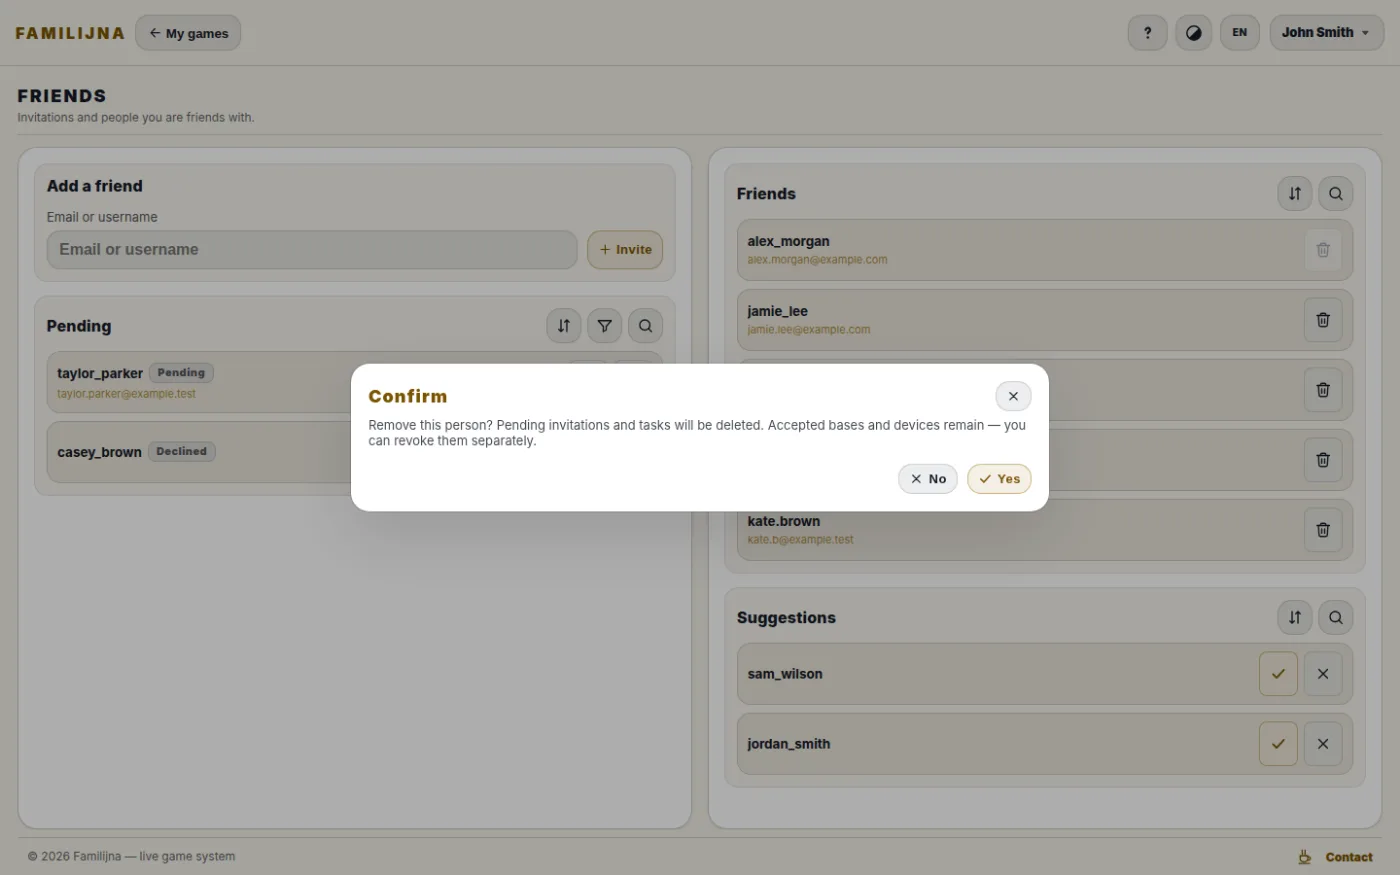 FAMILIJNA
← My games
?
EN
John Smith
FRIENDS
Invitations and people you are friends with.
Add a friend
Email or username
Email or username
+ Invite
Pending
taylor_parker Pending
taylor.parker@example.test
casey_brown Declined
Friends
alex_morgan
alex.morgan@example.com
jamie_lee
jamie.lee@example.com
kate.brown
kate.b@example.test
Suggestions
sam_wilson
jordan_smith
Confirm
Remove this person? Pending invitations and tasks will be deleted. Accepted bases and devices remain — you
can revoke them separately.
No
Yes
© 2026 Familijna — live game system
Contact